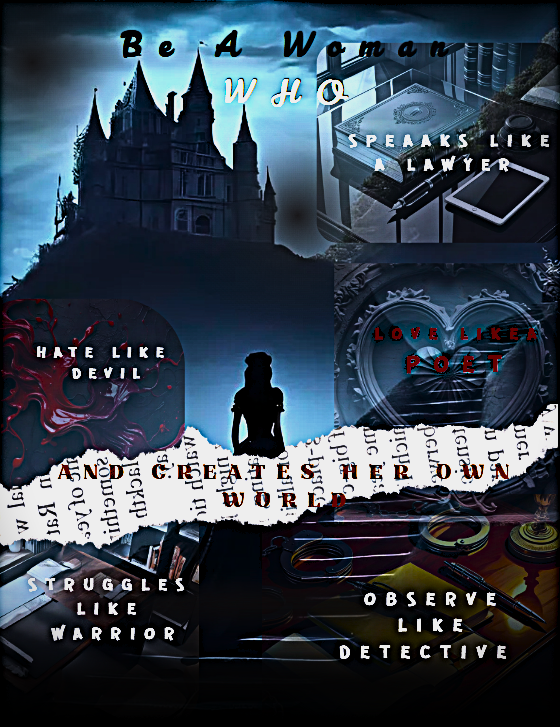 Be A Woman
WHO
SPEAAKS LIKE
A LAWYER
HATE LIKE
DEVIL
LOVE LIKEA
POET
AND CREATES HER OWN
WORLD
STRUGGLES
LIKE
WARRIOR
OBSERVE
LIKE
DETECTIVE